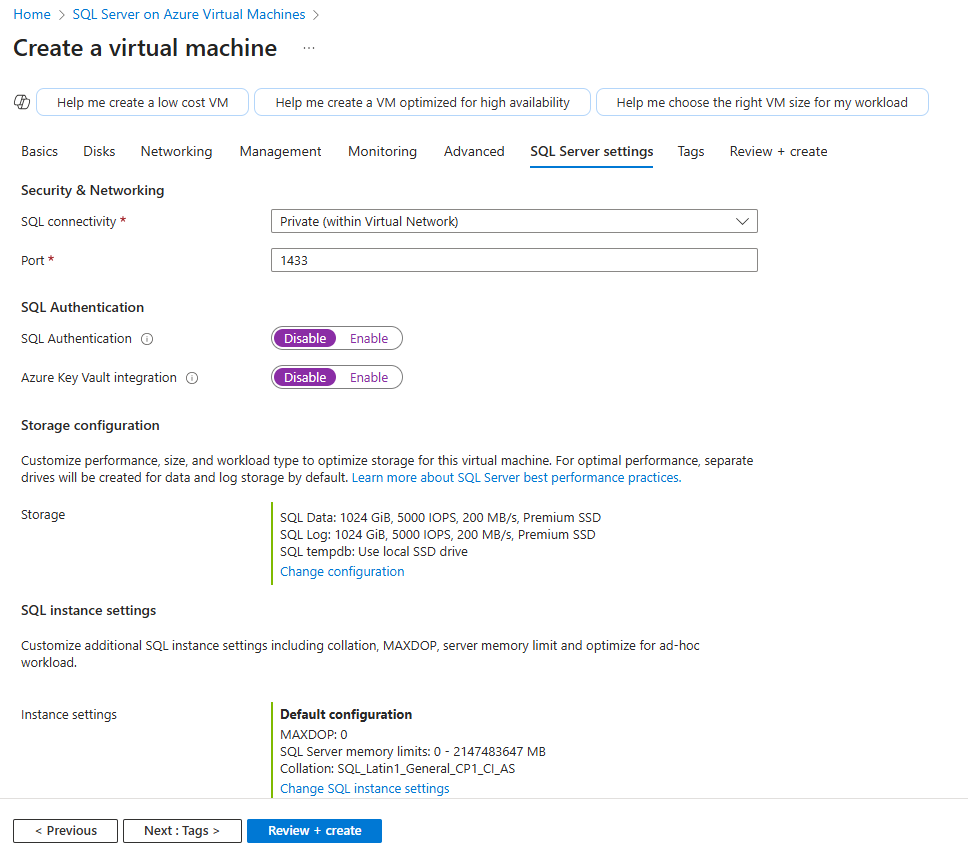 Home > SQL Server on Azure Virtual Machines >
Create a virtual machine ...
Help me create a low cost VM
Help me create a VM optimized for high availability
Help me choose the right VM size for my workload
Basics Disks Networking Management Monitoring Advanced SQL Server settings Tags Review + create
Security & Networking
SQL connectivity * Private (within Virtual Network)
Port * 1433
SQL Authentication
SQL Authentication Disable Enable
Azure Key Vault integration Disable Enable
Storage configuration
Customize performance, size, and workload type to optimize storage for this virtual machine. For optimal performance, separate
drives will be created for data and log storage by default. Learn more about SQL Server best performance practices.
Storage
SQL Data: 1024 GiB, 5000 IOPS, 200 MB/s, Premium SSD
SQL Log: 1024 GiB, 5000 IOPS, 200 MB/s, Premium SSD
SQL tempdb: Use local SSD drive
Change configuration
SQL instance settings
Customize additional SQL instance settings including collation, MAXDOP, server memory limit and optimize for ad-hoc
workload.
Instance settings
Default configuration
MAXDOP: 0
SQL Server memory limits: 0 - 2147483647 MB
Collation: SQL_Latin1_General_CP1_CI_AS
Change SQL instance settings
< Previous
Next : Tags >
Review + create